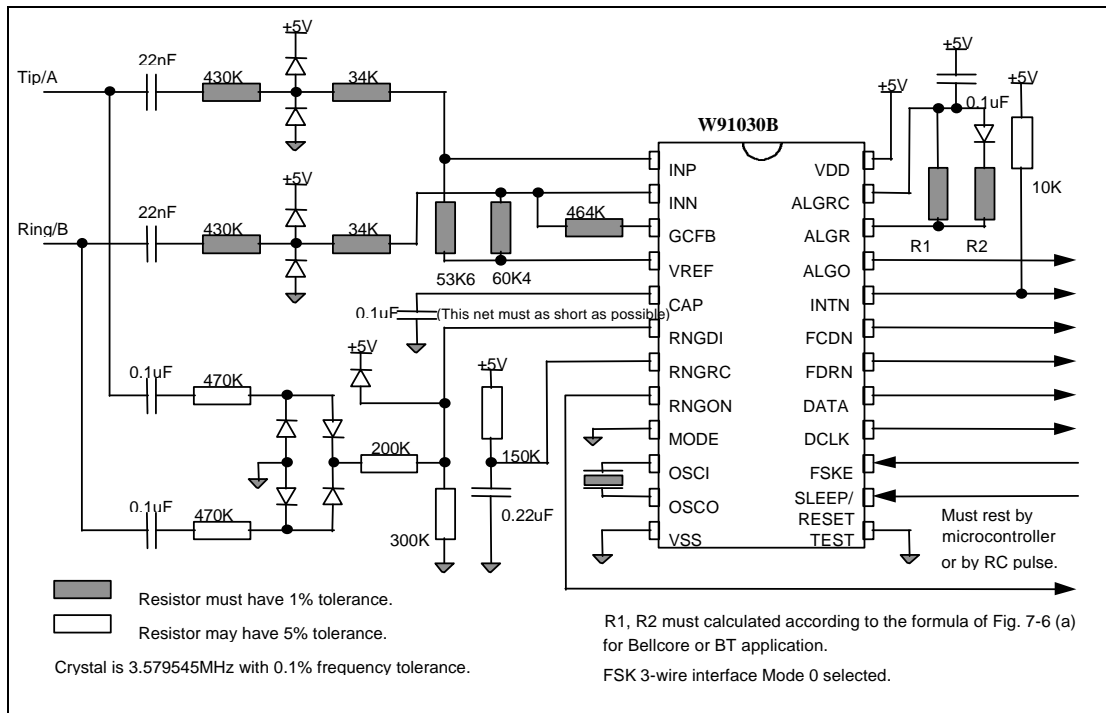 +5V
22nF
Tip/A
430K
34K
+5V
+5V
0.1uF
+5V
W91030B
INP
VDD
10K
+5V
INN
ALGRC
22nF
Ring/B
430K
34K
464K
GCFB
ALGR
R1
R2
53K6
60K4
VREF
ALGO
CAP
INTN
0.1uF
(This net must as short as possible)
RNGDI
FCDN
+5V
+5V
RNGRC
FDRN
0.1uF
470K
RNGON
DATA
MODE
DCLK
200K
150K
OSCI
FSKE
0.1uF
470K
OSCO
SLEEP/
RESET
0.22uF
300K
VSS
TEST
Must rest by
microcontroller
or by RC pulse.
Resistor must have 1% tolerance.
Resistor may have 5% tolerance.
Crystal is 3.579545MHz with 0.1% frequency tolerance.
R1, R2 must calculated according to the formula of Fig. 7-6 (a)
for Bellcore or BT application.
FSK 3-wire interface Mode 0 selected.